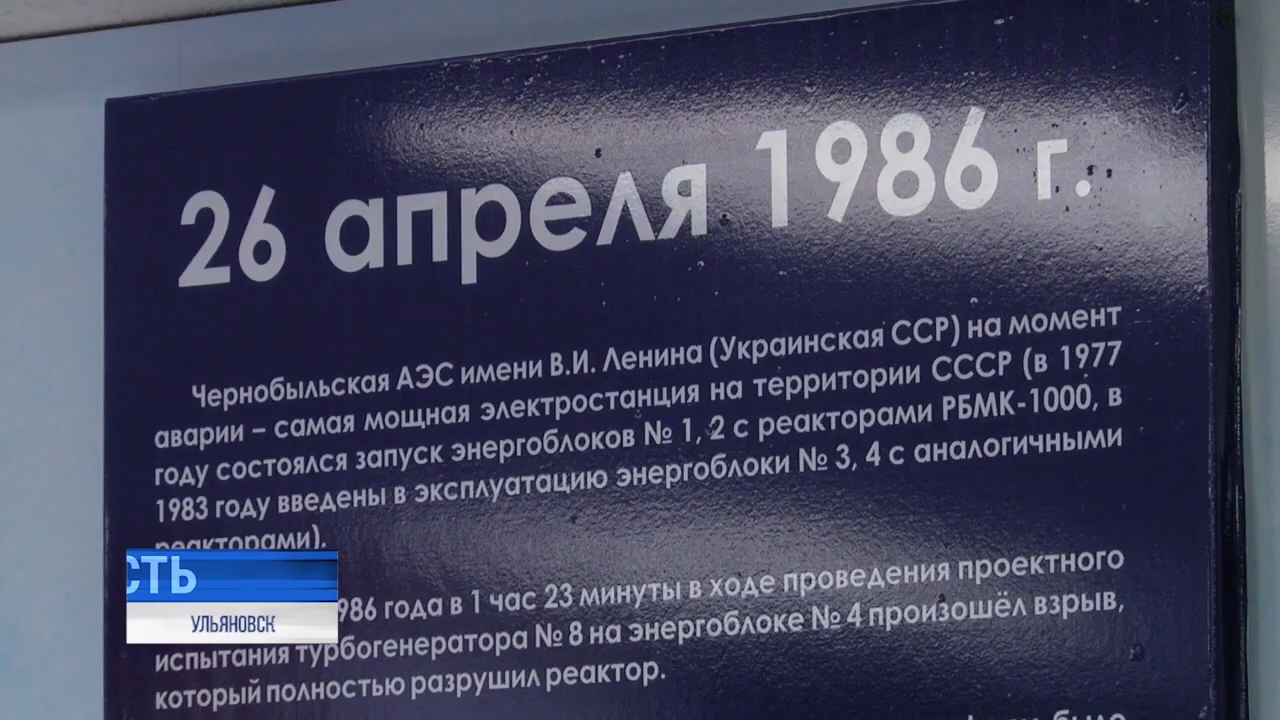 26 апреля 1986 г.
Чернобыльская АЭС имени В.И. Ленина (Украинская ССР) на момент
аварии – самая мощная электростанция на территории СССР (в 1977
году состоялся запуск энергоблоков № 1, 2 с реакторами РБМК-1000, в
1983 году введены в эксплуатацию энергоблоки № 3, 4 с аналогичными
реакторами).
986 года в 1 час 23 минуты в ходе проведения проектного
испытания турбогенератора № 8 на энергоблоке № 4 произошёл взрыв,
который полностью разрушил реактор.
было
СТЬ
УЛЬЯНОВСК